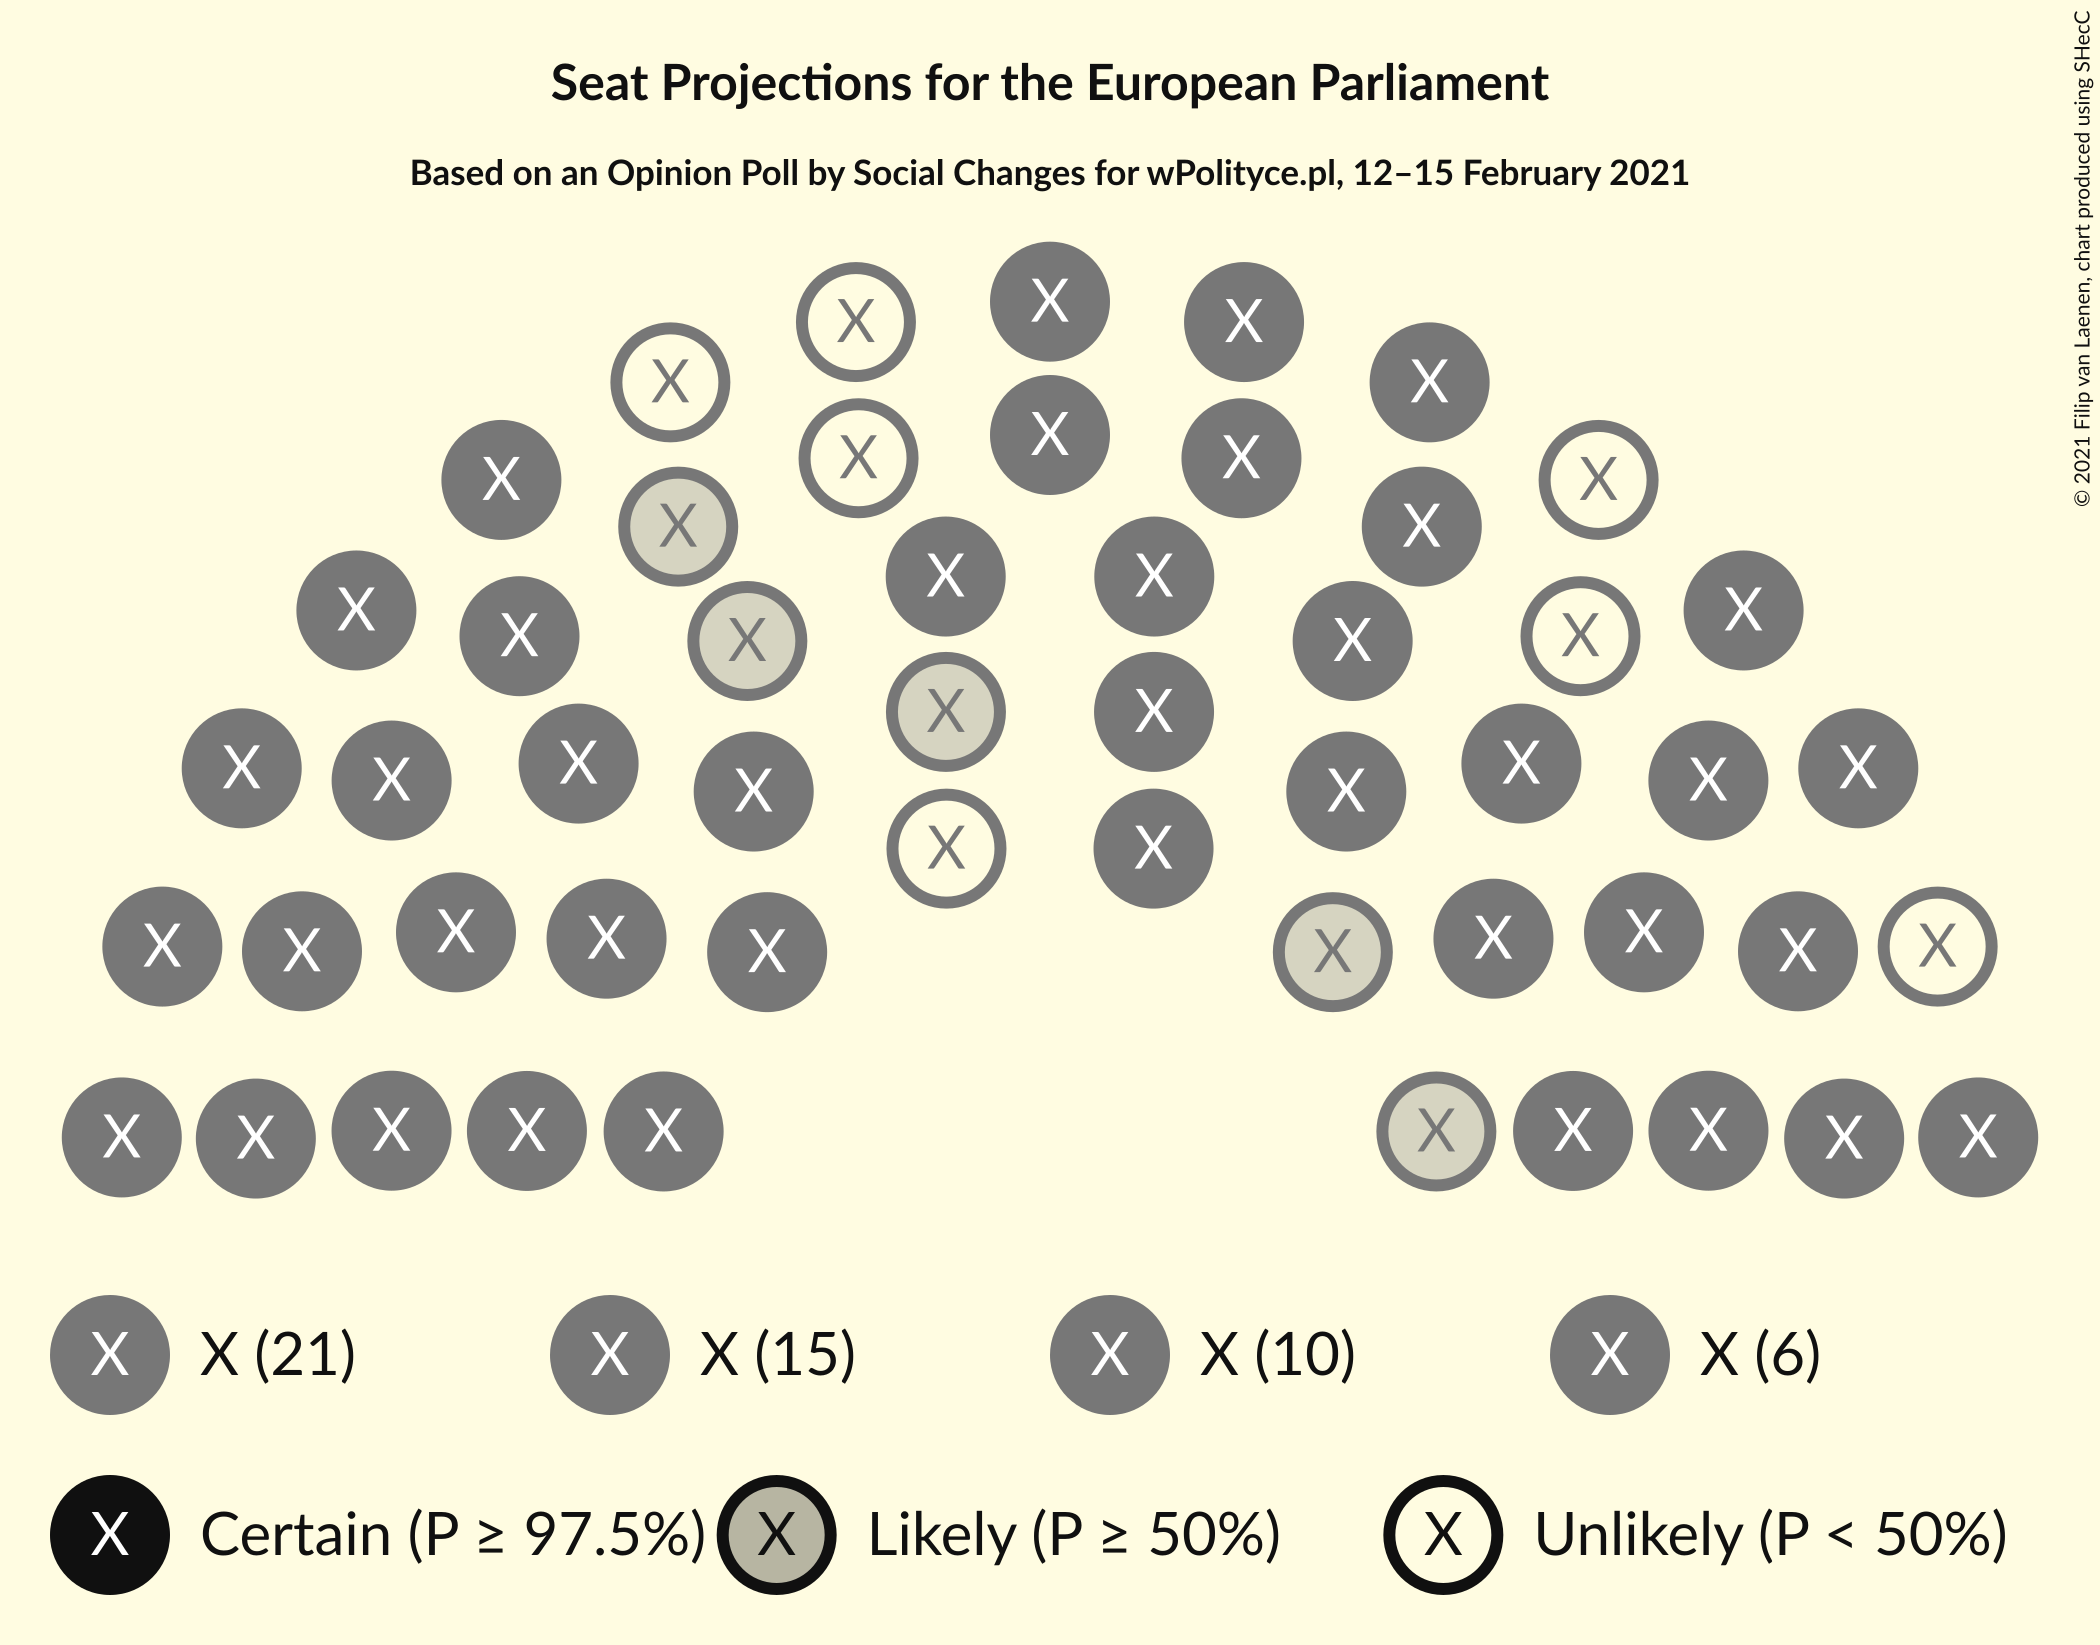 Seat Projections for the European Parliament
Based on an Opinion Poll by Social Changes for wPolityce.pl, 12–15 February 2021
© 2021 Filip van Laenen, chart produced using SHecC
X X X
X X
X X X
X X
X X
X X
X X X X X X
X X
X X X X X X X X
X X
X X X X X X X X X X
X X X X X X X X X X
X X (21) X X (15) X X (10) X X (6)
X Certain (P ≥ 97.5%) X Likely (P ≥ 50%) X Unlikely (P < 50%)